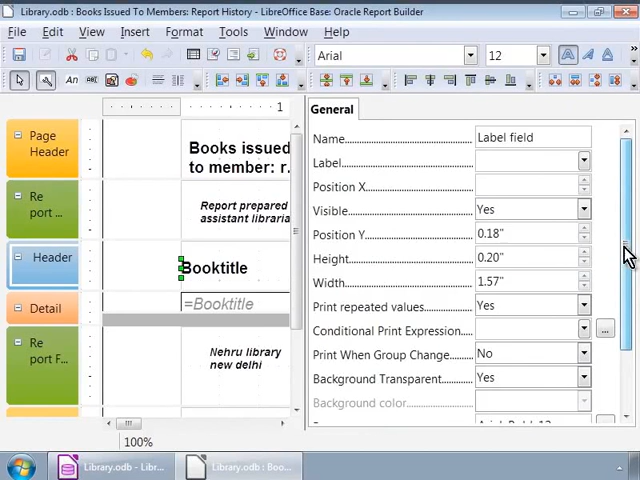 Library.odb: Books Issued To Members: Report History - LibreOffice Base: Oracle Report Builder
File Edit View Insert Format Tools Window Help
Arial 12
General
Page Header
Books issued
to member: r.
Re
port ...
Report prepared
assistant libraria
Header
Booktitle
Detail
=Booktitle
Re
port F...
Nehru library
new delhi
100%
Name Label field
Label
Position X
Visible Yes
Position Y 0.18"
Height 0.20"
Width 1.57"
Print repeated values Yes
Conditional Print Expression ...
Print When Group Change No
Background Transparent Yes
Background color
Library.odb - Libr...
Library.odb : Boo...